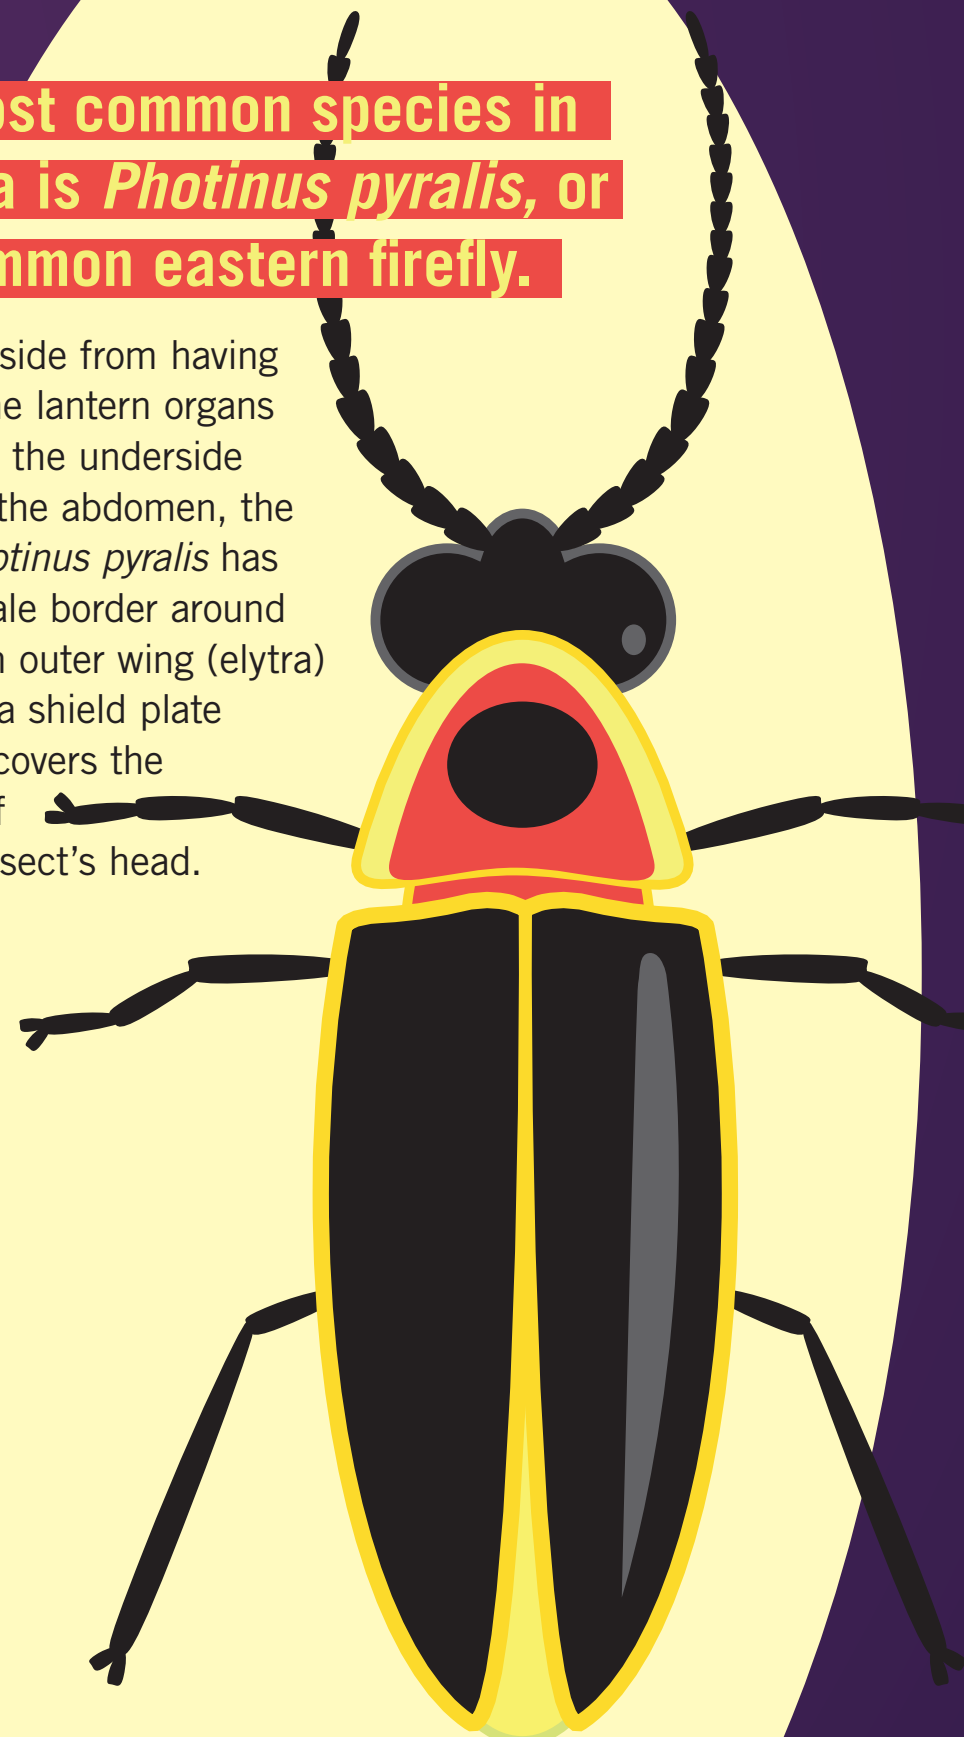 ost common species in
a is Photinus pyralis, or
mmon eastern firefly.
side from having
ne lantern organs
the underside
the abdomen, the
otinus pyralis has
ale border around
n outer wing (elytra)
a shield plate
covers the
f
sect’s head.